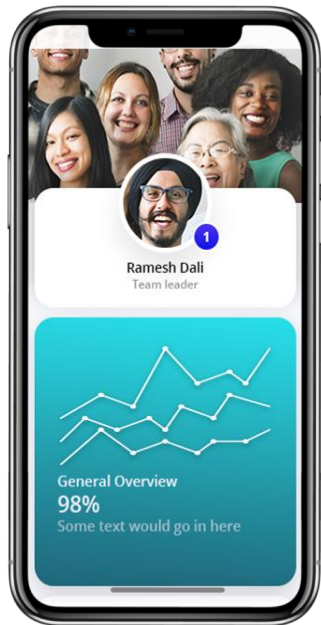 1
Ramesh Dali
Team leader
General Overview
98%
Some text would go in here